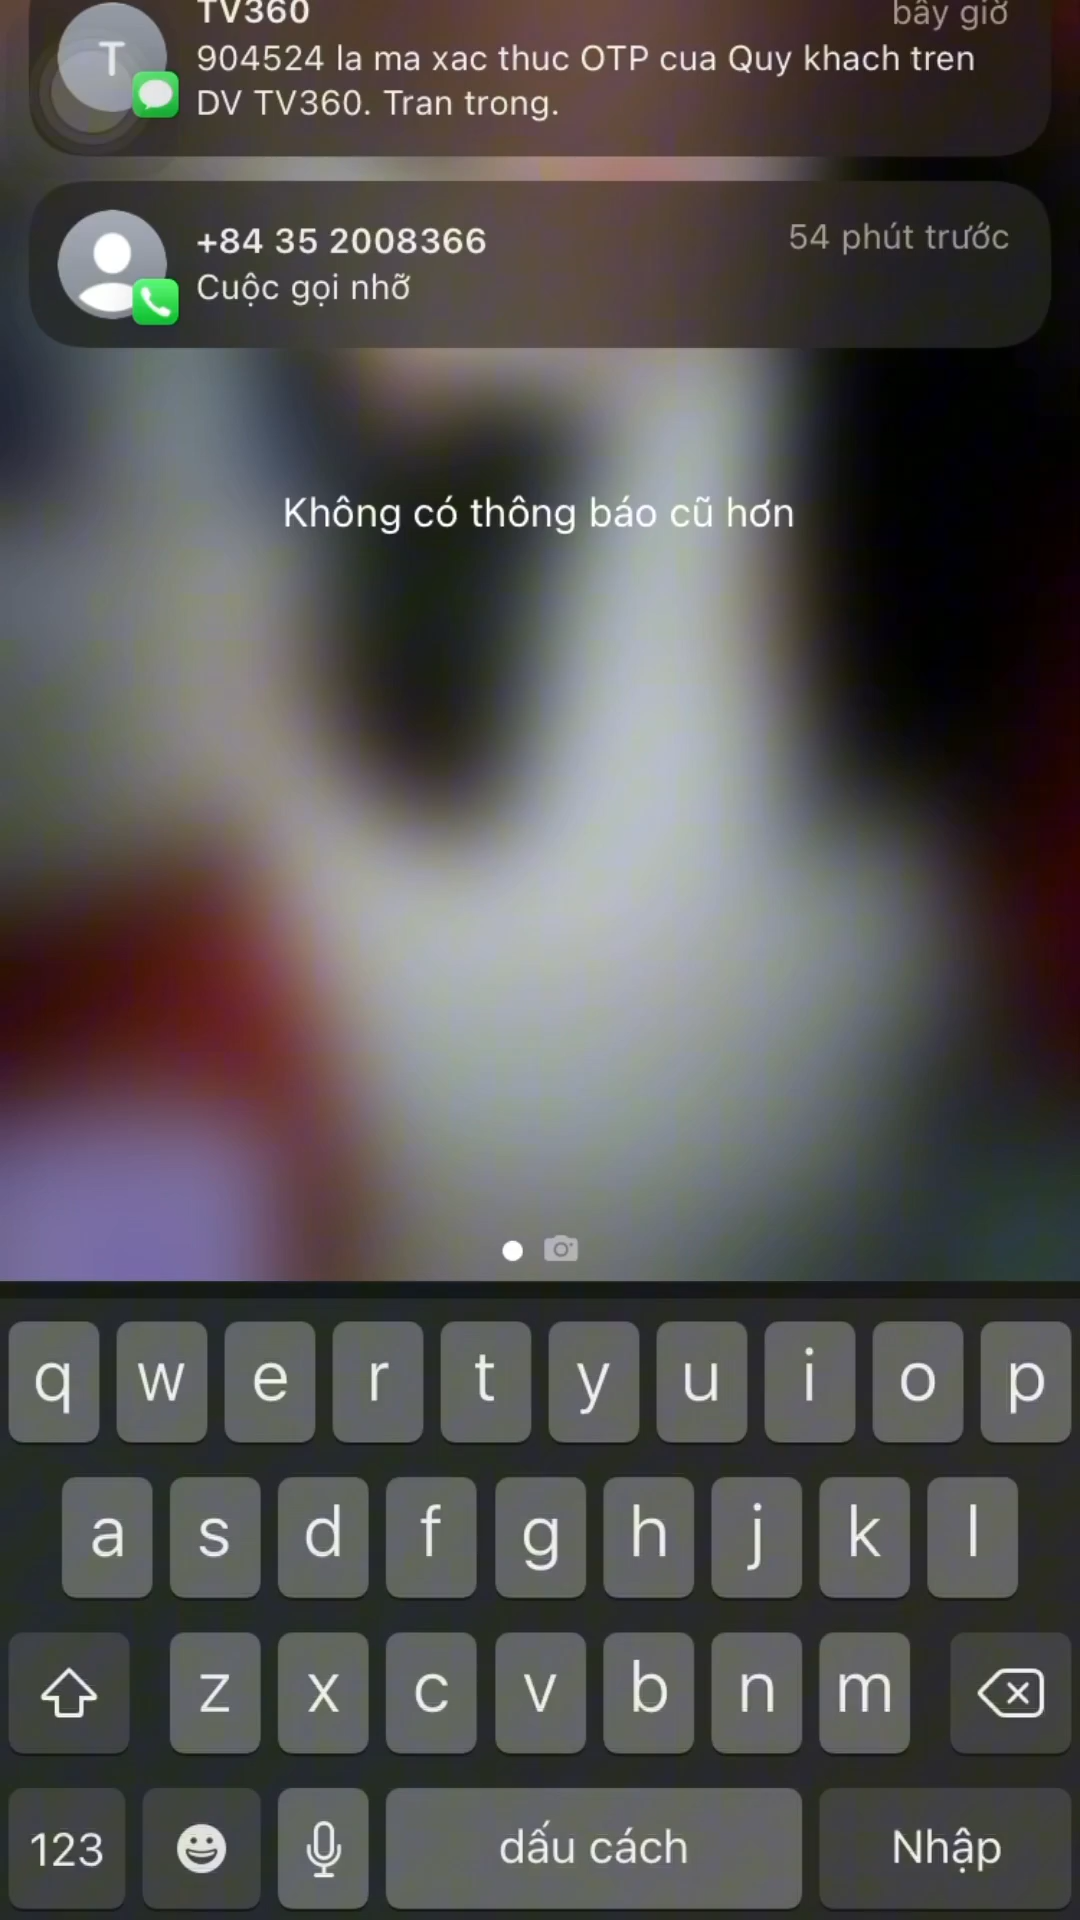 TV360
bây giờ
904524 la ma xac thuc OTP cua Quy khach tren
DV TV360. Tran trong.
T
+84 35 2008366
54 phút trước
Cuộc gọi nhỡ
Không có thông báo cũ hơn
q w e r t y u i o p
a s d f g h j k l
z x c v b n m
123 dấu cách Nhập